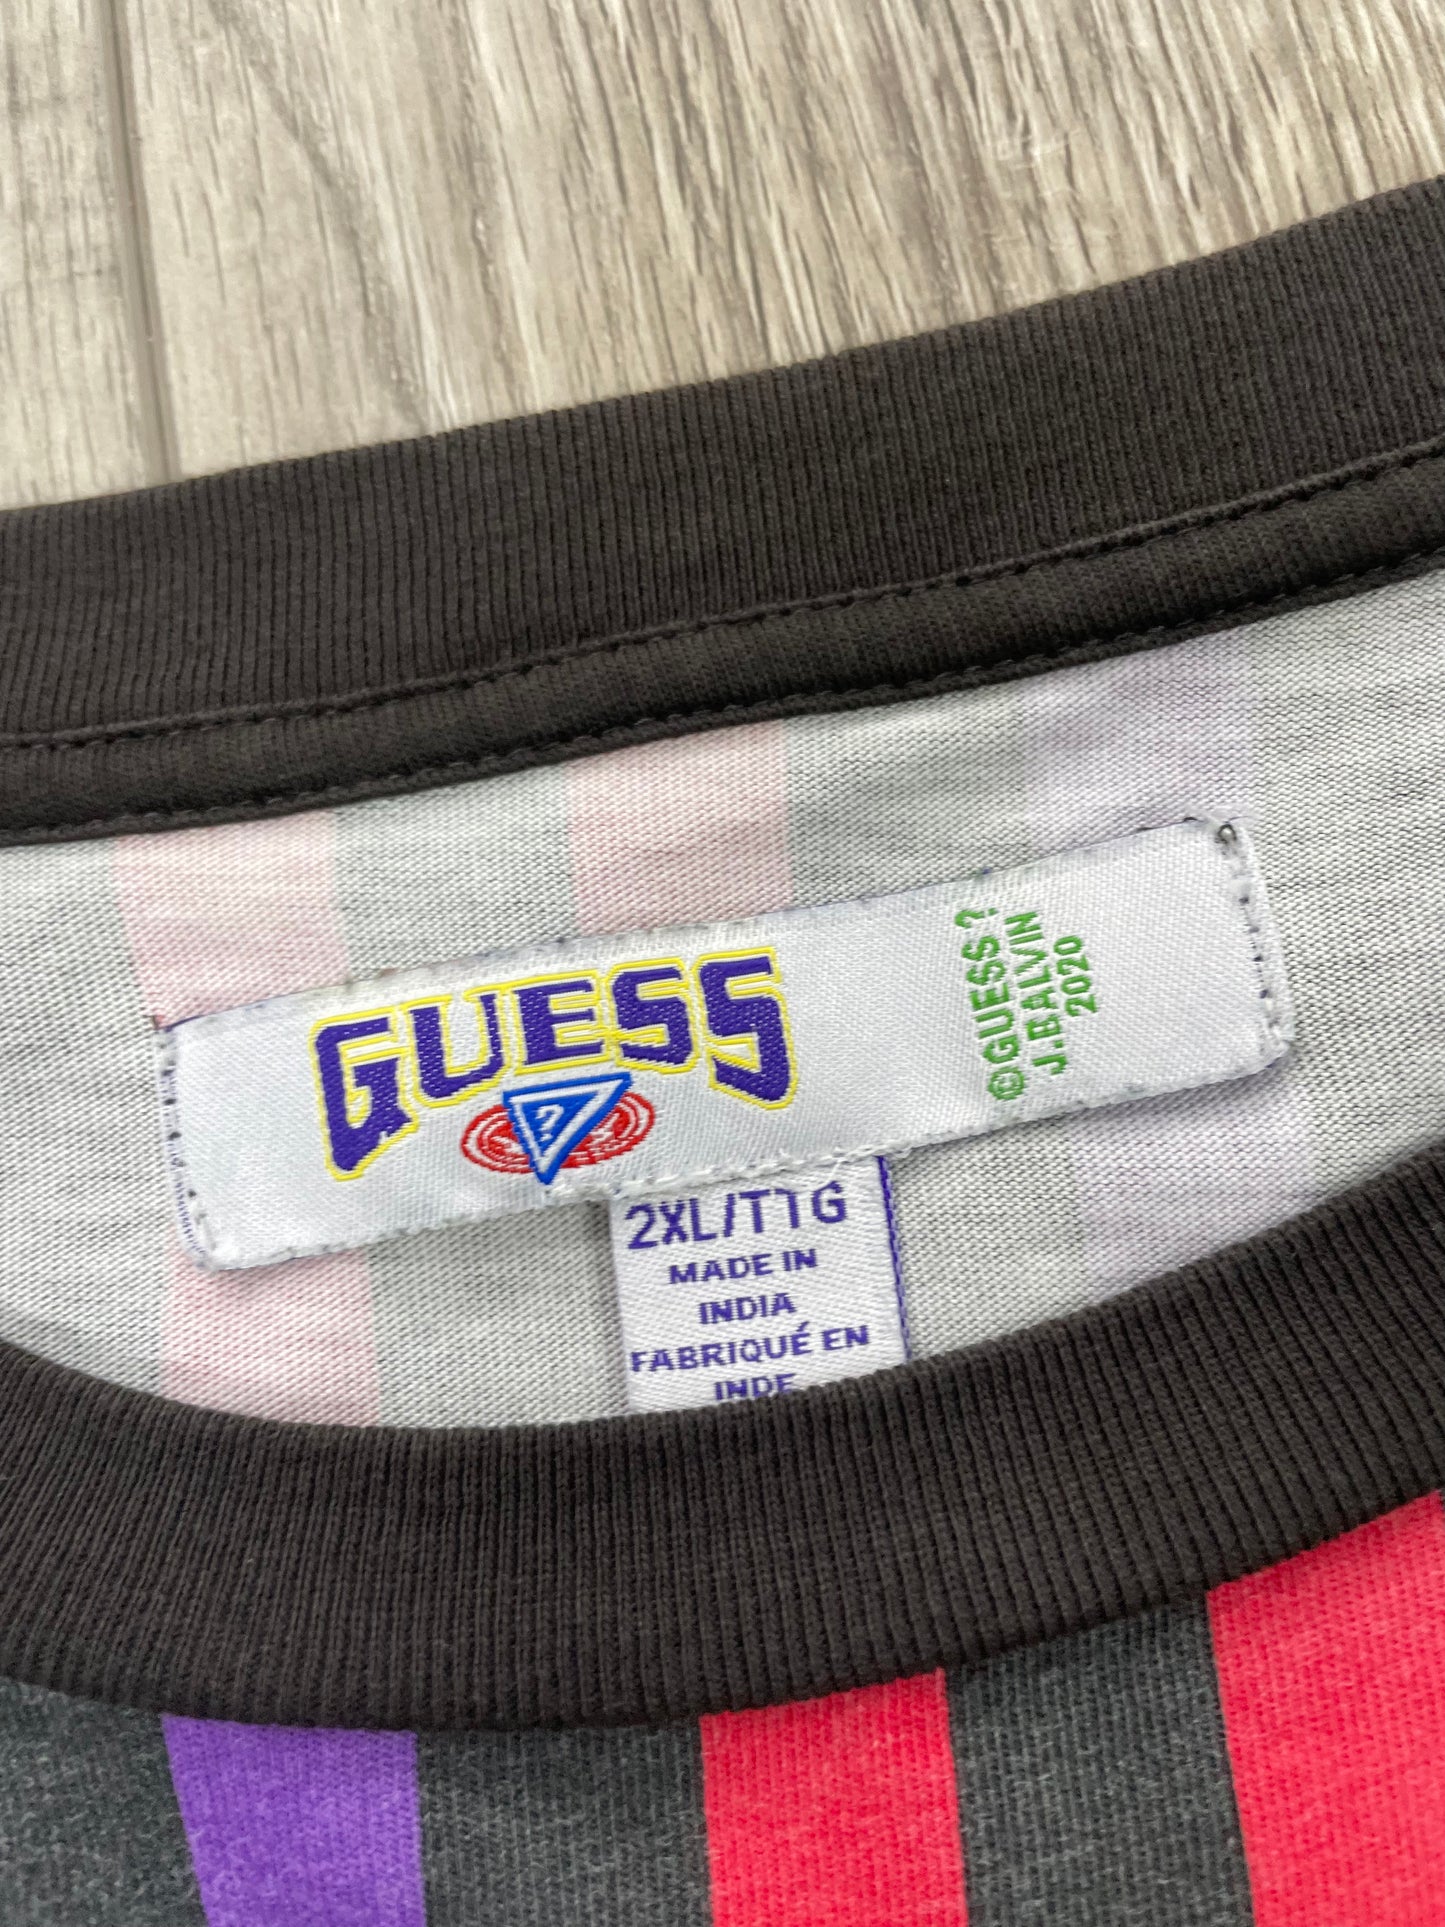 GUESS
?
©GUESS?
J.BALVIN
2020
2XL/TTG
MADE IN
INDIA
FABRIQUÉ EN
INDE